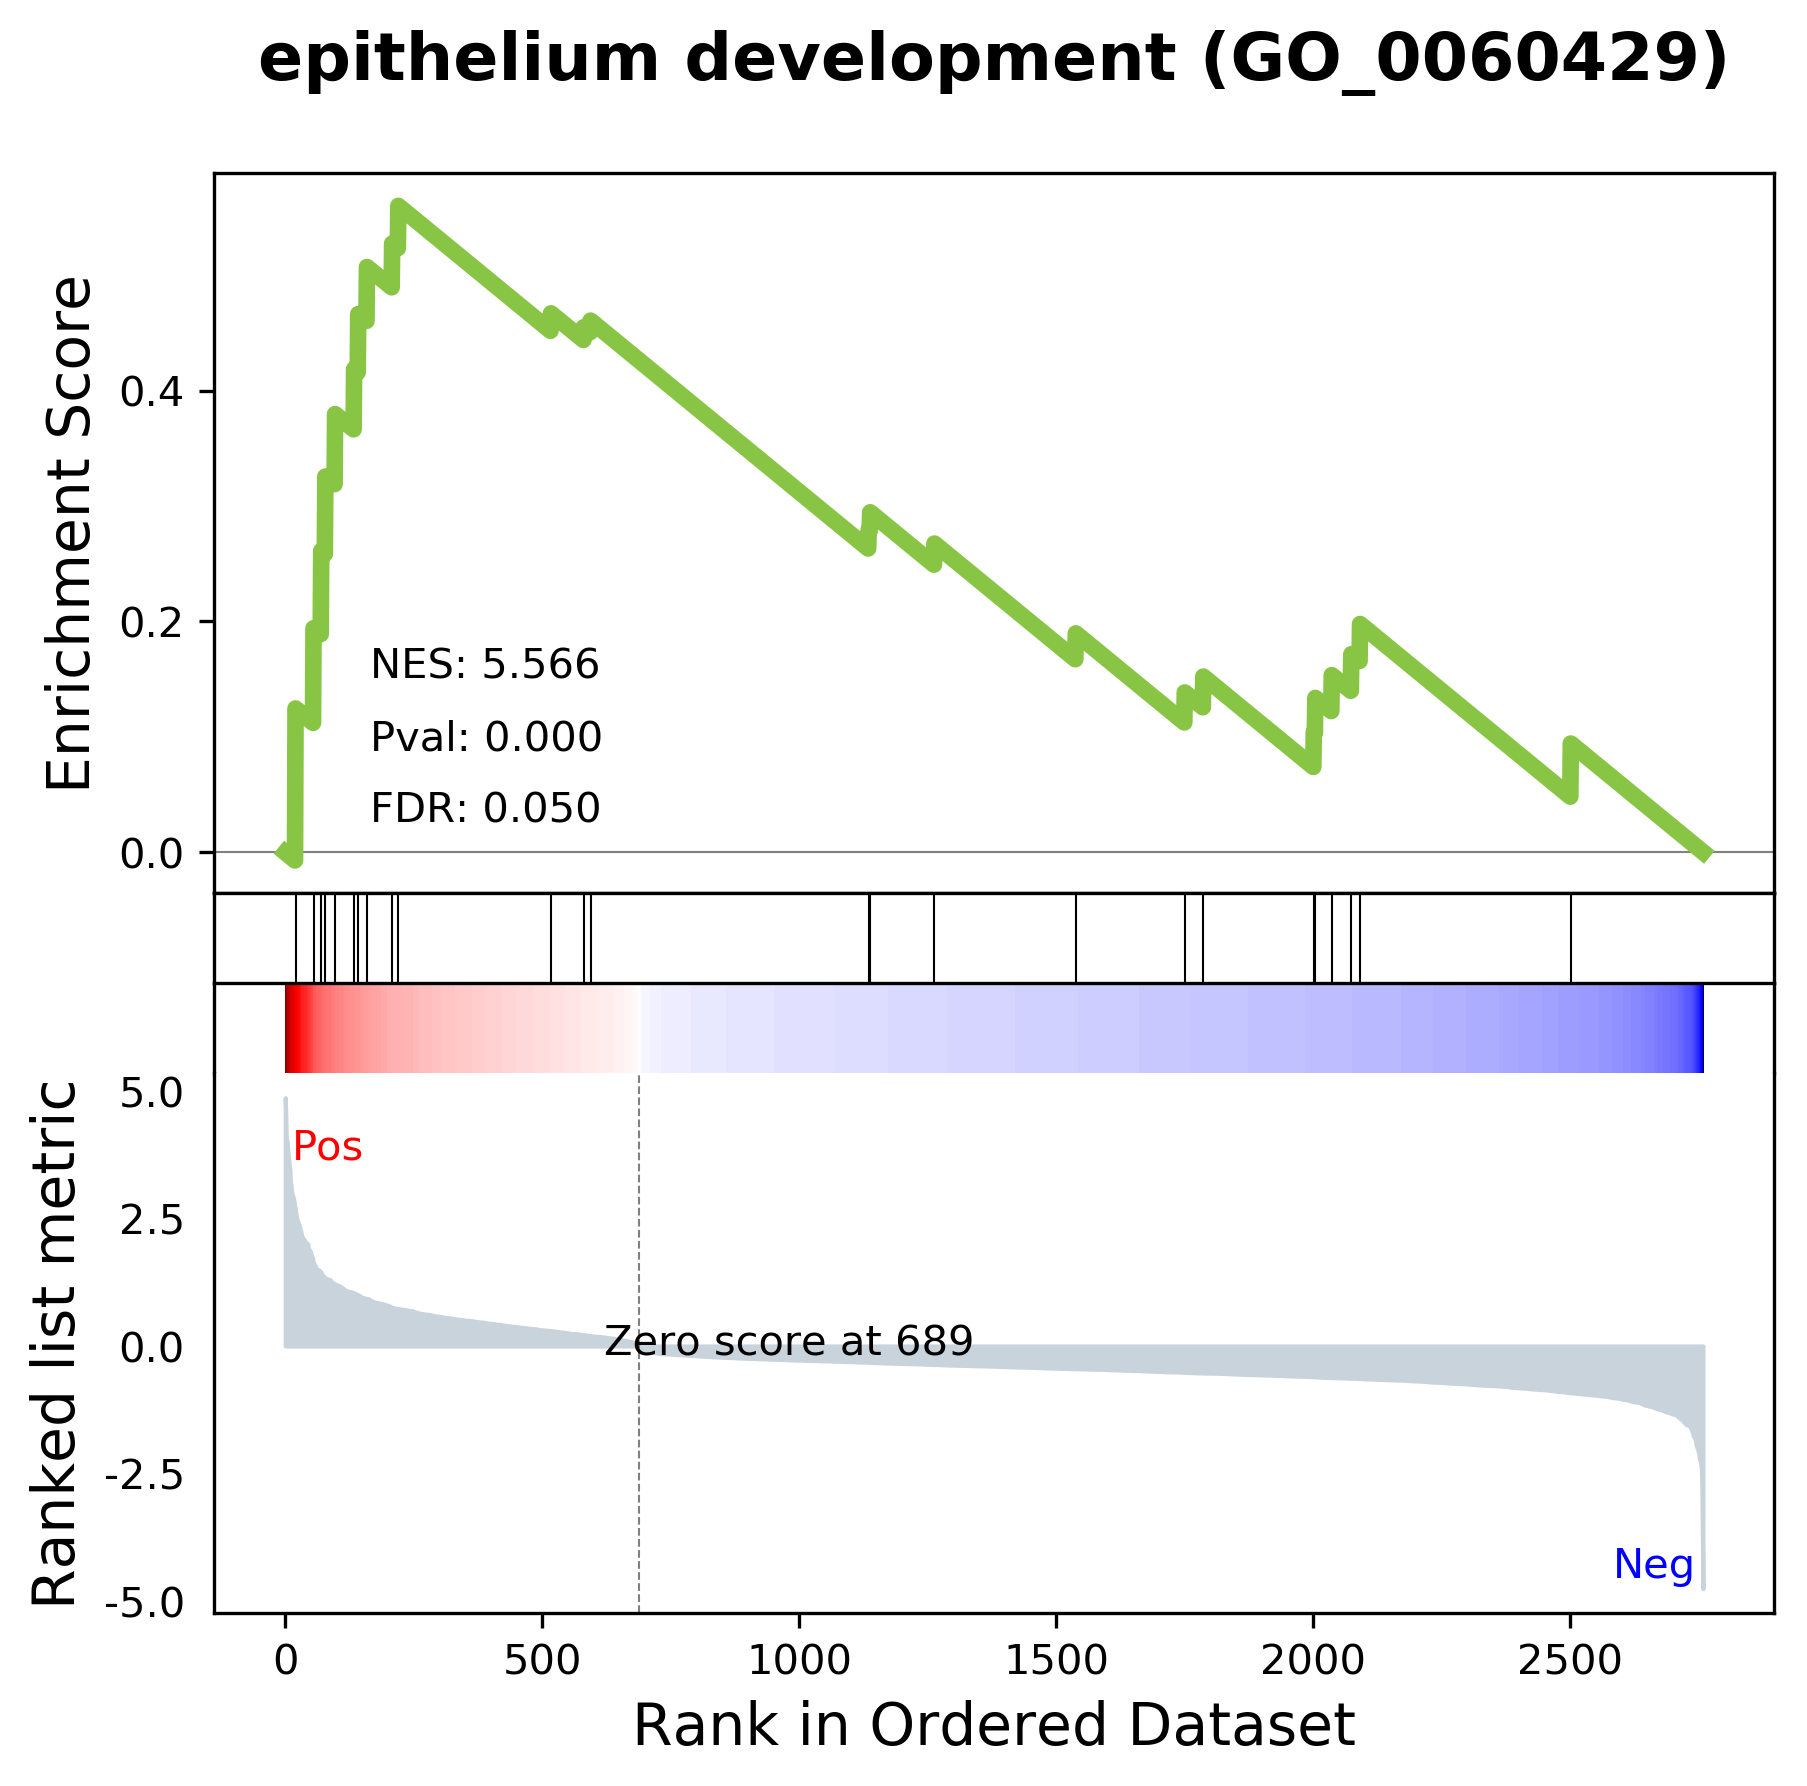 epithelium development (GO_0060429)
Enrichment Score
0.4
0.2
0.0
NES: 5.566
Pval: 0.000
FDR: 0.050
Ranked list metric
5.0
2.5
0.0
-2.5
-5.0
Pos
Zero score at 689
Neg
0 500 1000 1500 2000 2500
Rank in Ordered Dataset